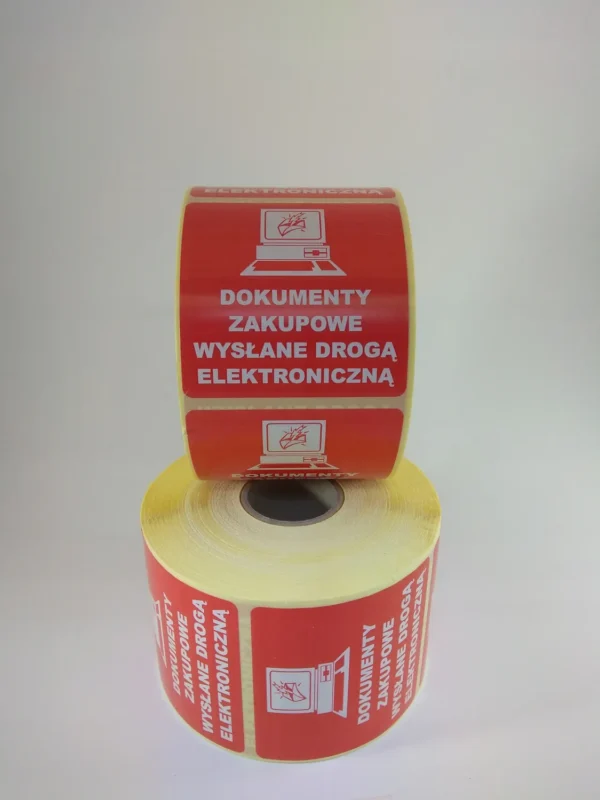 ELEKTRONICZNĄ
DOKUMENTY
ZAKUPOWE
WYSŁANE DROGĄ
ELEKTRONICZNĄ
DOKUMENTY
DOKUMENTY
ZAKUPOWE
WYSŁANE DROGĄ
ELEKTRONICZNĄ
DOKUMENTY
ZAKUPOWE
WYSŁANE DROGĄ
ELEKTRONICZNĄ